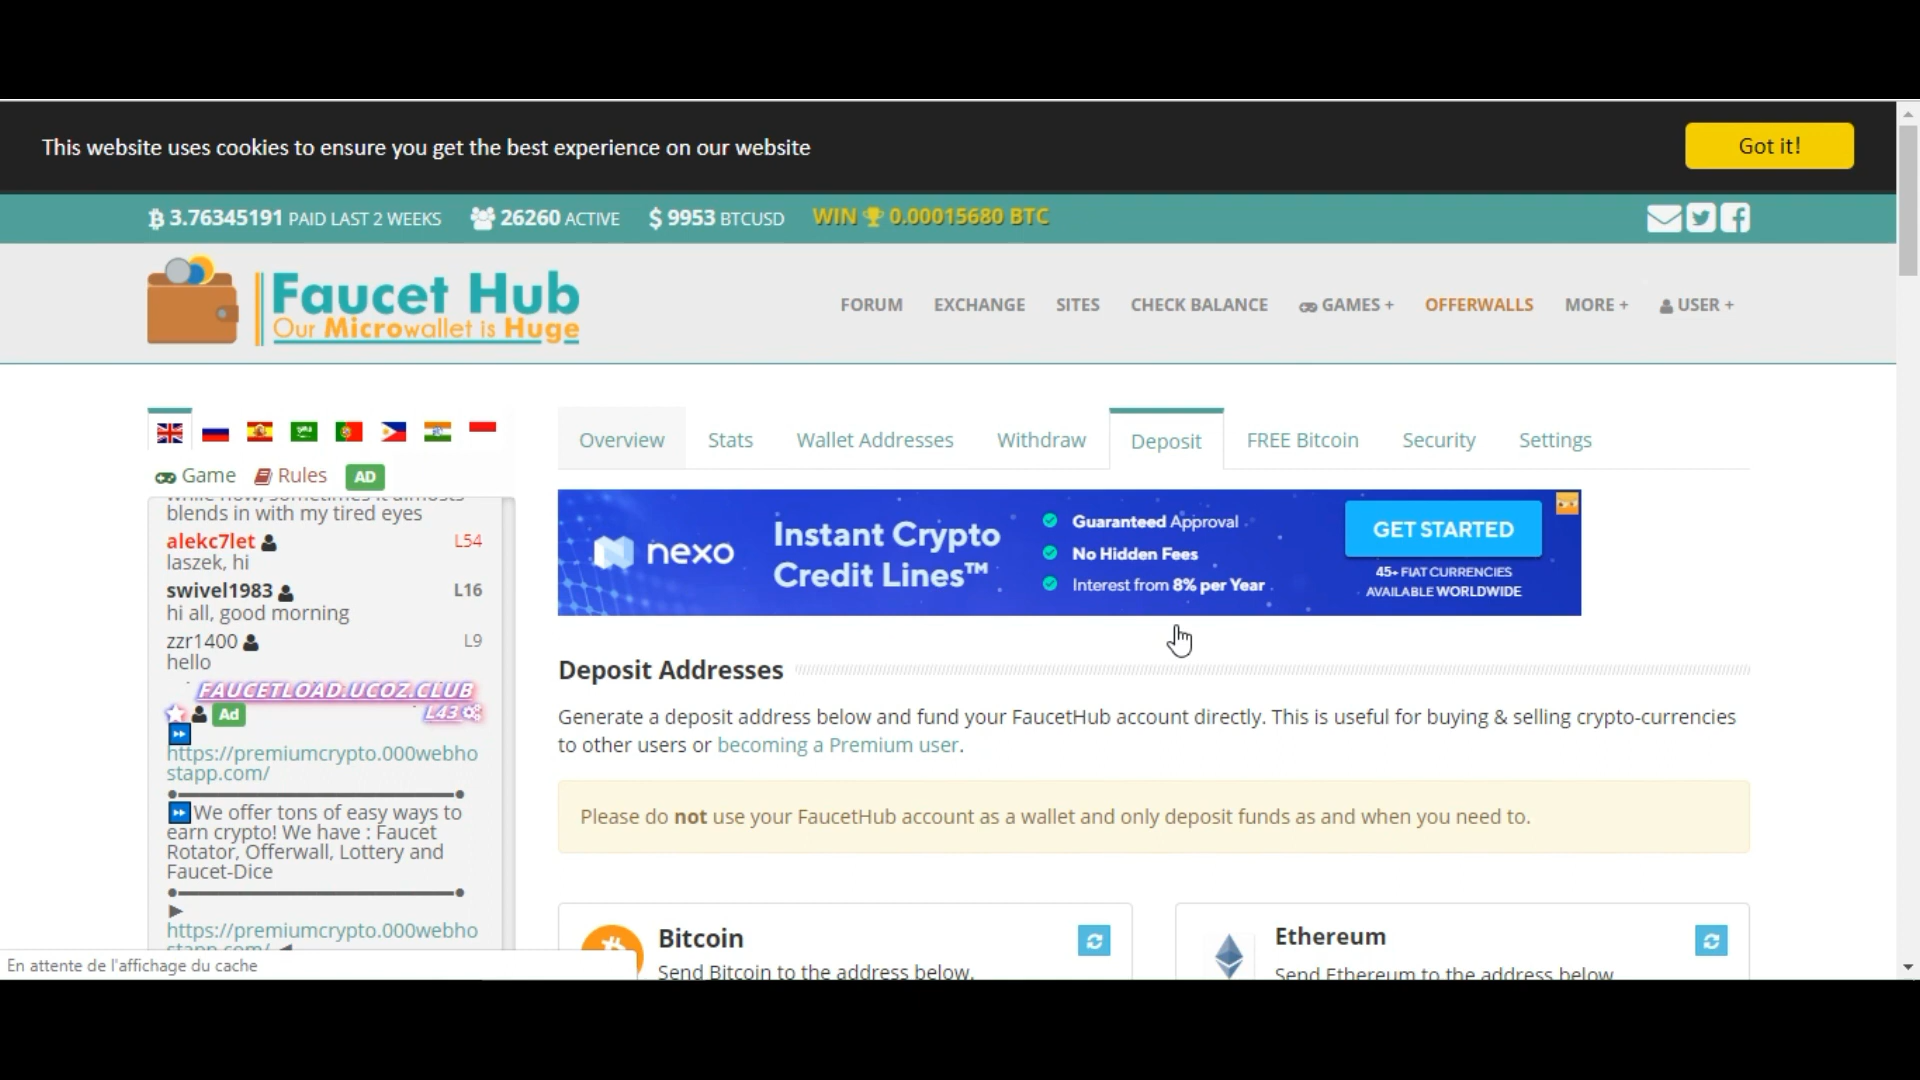 This website uses cookies to ensure you get the best experience on our website
Got it!
3.76345191 PAID LAST 2 WEEKS
26260 ACTIVE
$ 9953 BTCUSD
WIN 0.00015680 BTC
Faucet Hub
Our Microwallet is Huge
FORUM
EXCHANGE
SITES
CHECK BALANCE
GAMES +
OFFERWALLS
MORE +
USER +
Game
Rules
AD
while now, sometimes it almosts
blends in with my tired eyes
alekc7let L54
laszek, hi
swivel1983 L16
hi all, good morning
zzr1400 L9
hello
FAUCETLOAD.UCOZ.CLUB
Ad L43
https://premiumcrypto.000webho
stapp.com/
We offer tons of easy ways to
earn crypto! We have : Faucet
Rotator, Offerwall, Lottery and
Faucet-Dice
https://premiumcrypto.000webho
stapp.com/
En attente de l'affichage du cache
Overview
Stats
Wallet Addresses
Withdraw
Deposit
FREE Bitcoin
Security
Settings
nexo
Instant Crypto
Credit Lines™
Guaranteed Approval
No Hidden Fees
Interest from 8% per Year
GET STARTED
45+ FIAT CURRENCIES
AVAILABLE WORLDWIDE
Deposit Addresses
Generate a deposit address below and fund your FaucetHub account directly. This is useful for buying & selling crypto-currencies
to other users or becoming a Premium user.
Please do not use your FaucetHub account as a wallet and only deposit funds as and when you need to.
Bitcoin
Send Bitcoin to the address below.
Ethereum
Send Ethereum to the address below